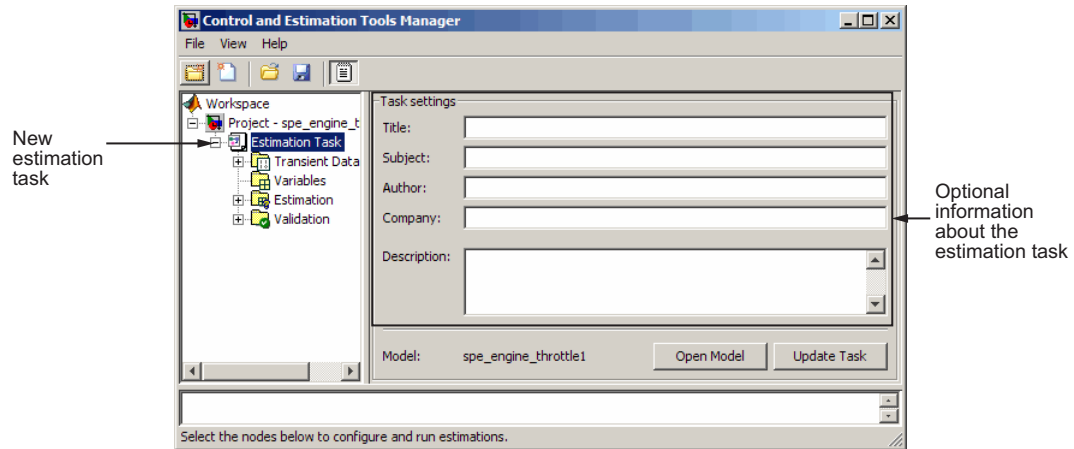 Control and Estimation Tools Manager
File View Help
Workspace
Project - spe_engine_t
Estimation Task
Transient Data
Variables
Estimation
Validation
Task settings
Title:
Subject:
Author:
Company:
Description:
Model: spe_engine_throttle1 Open Model Update Task
Select the nodes below to configure and run estimations.
New
estimation
task
Optional
information
about the
estimation task